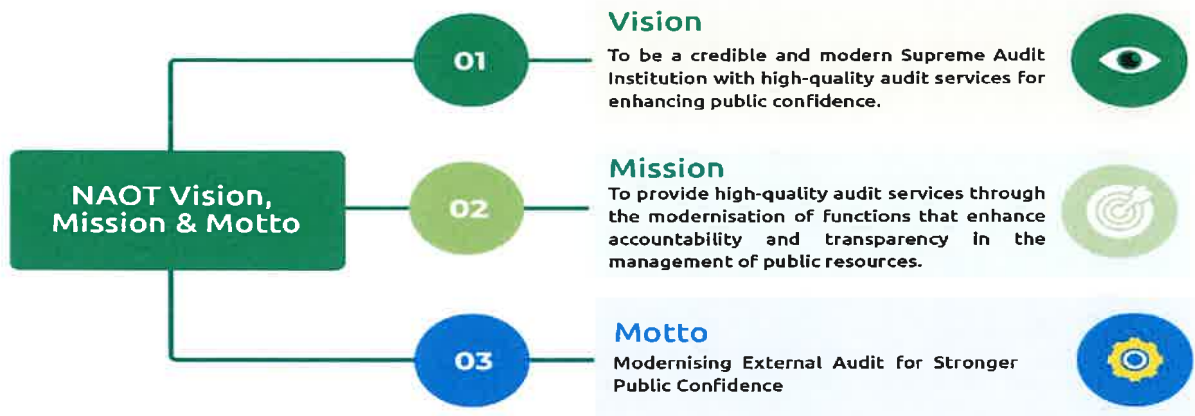 NAOT Vision,
Mission & Motto
01
Vision
To be a credible and modern Supreme Audit
Institution with high-quality audit services for
enhancing public confidence.
02
Mission
To provide high-quality audit services through
the modernisation of functions that enhance
accountability and transparency in the
management of public resources.
03
Motto
Modernising External Audit for Stronger
Public Confidence